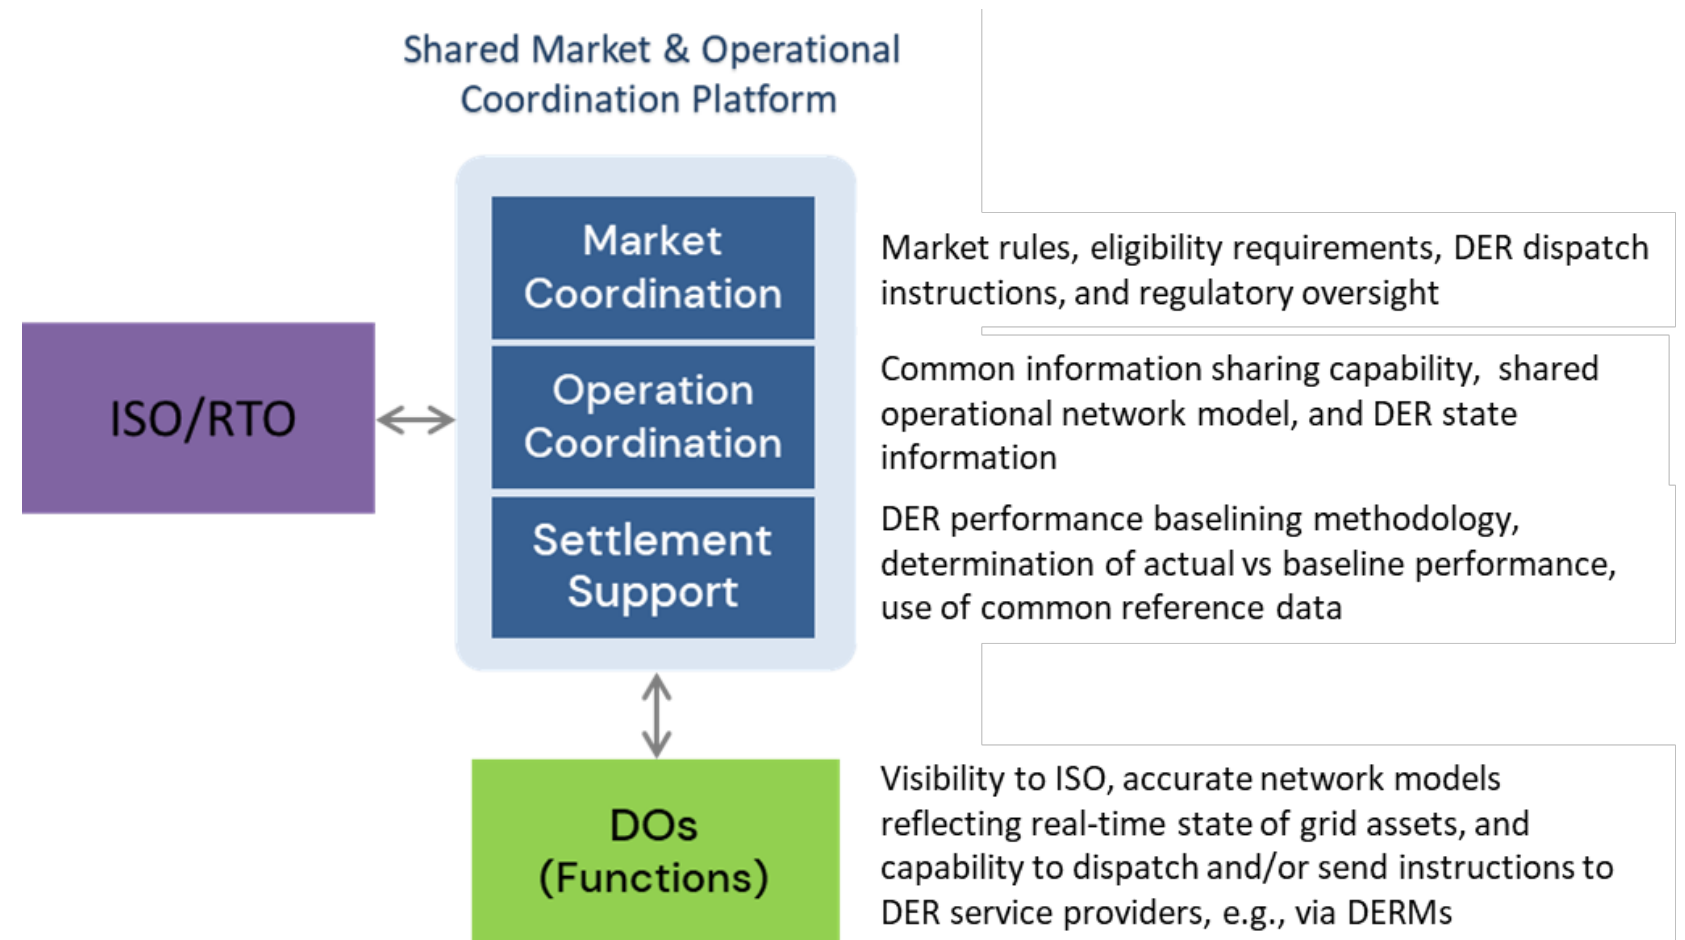 Shared Market & Operational
Coordination Platform
Market
Coordination
Market rules, eligibility requirements, DER dispatch
instructions, and regulatory oversight
ISO/RTO
Operation
Coordination
Common information sharing capability,  shared
operational network model, and DER state
information
Settlement
Support
DER performance baselining methodology,
determination of actual vs baseline performance,
use of common reference data
DOs
(Functions)
Visibility to ISO, accurate network models
reflecting real-time state of grid assets, and
capability to dispatch and/or send instructions to
DER service providers, e.g., via DERMs